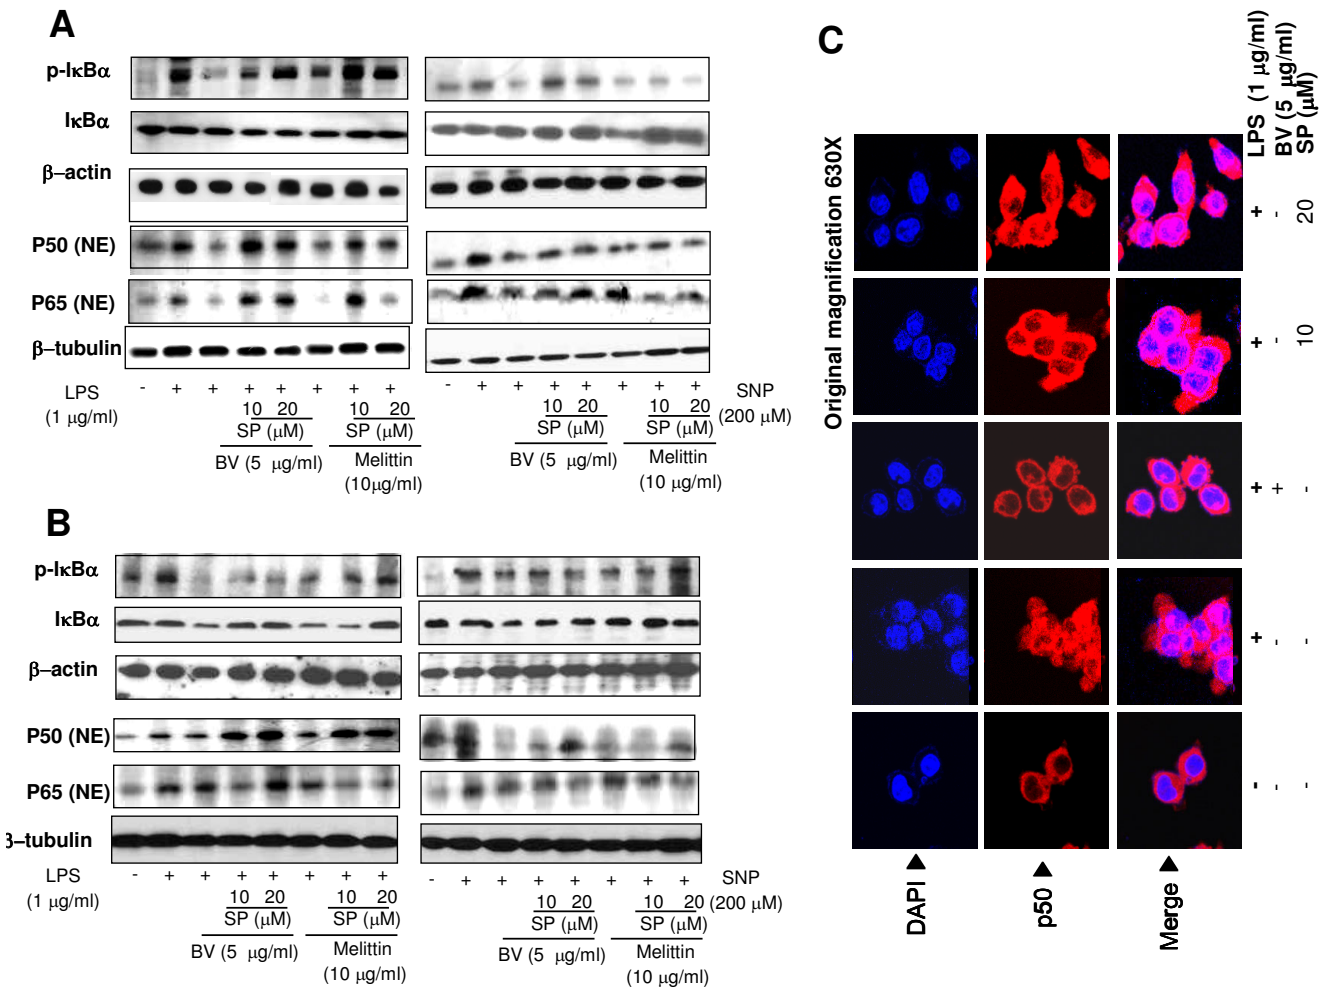 A
p-IκBα
IκBα
β–actin
P50 (NE)
P65 (NE)
β–tubulin
LPS
(1 μg/ml)
- + + + + + + +
10 20 10 20
SP (μM) SP (μM)
BV (5 μg/ml) Melittin
(10μg/ml)
- + + + + + + +
SNP
(200 μM)
10 20 10 20
SP (μM) SP (μM)
BV (5 μg/ml) Melittin
(10 μg/ml)
B
p-IκBα
IκBα
β–actin
P50 (NE)
P65 (NE)
β–tubulin
LPS
(1 μg/ml)
- + + + + + + +
10 20 10 20
SP (μM) SP (μM)
BV (5 μg/ml) Melittin
(10 μg/ml)
- + + + + + + +
SNP
(200 μM)
10 20 10 20
SP (μM) SP (μM)
BV (5 μg/ml) Melittin
(10 μg/ml)
C
Original magnification 630X
LPS (1 μg/ml)
BV (5 μg/ml)
SP (μM)
+ - 20
+ - 10
+ + -
+ - -
- - -
DAPI ▶
p50 ▶
Merge ▶